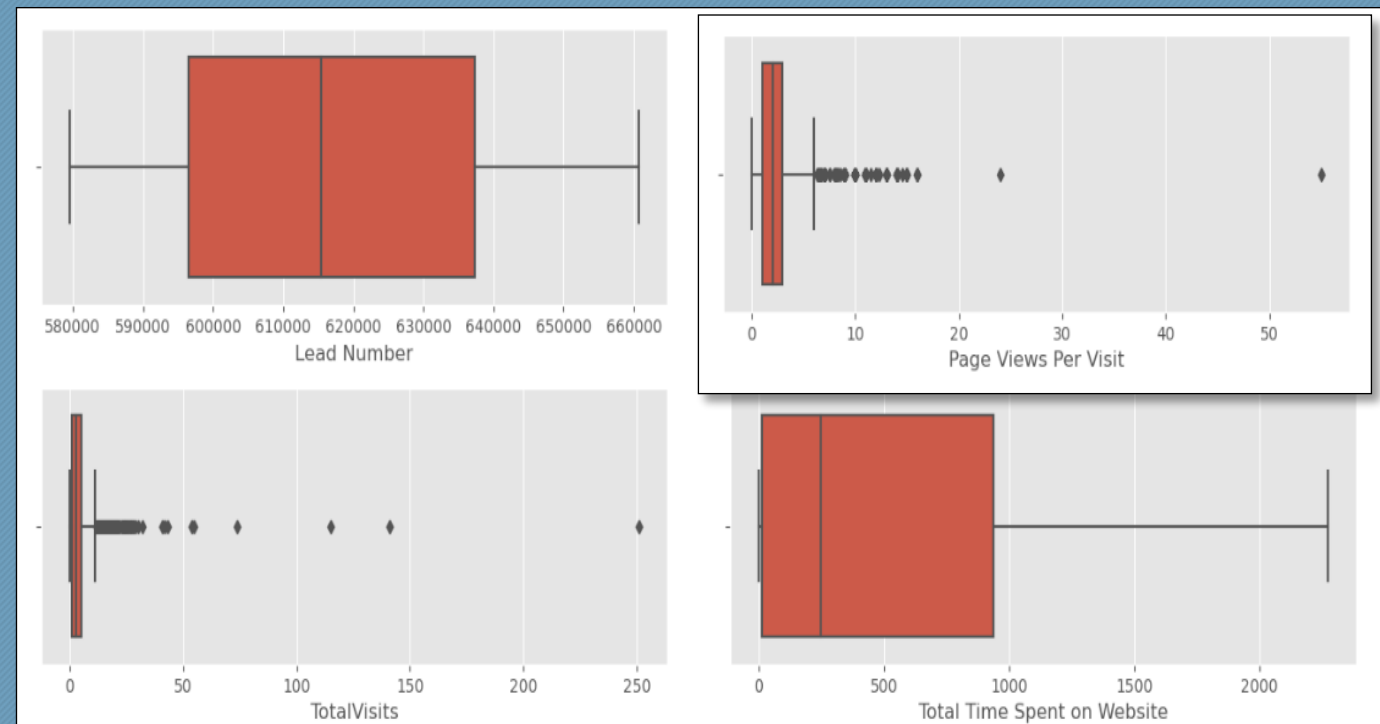 580000 590000 600000 610000 620000 630000 640000 650000 660000
Lead Number
0 10 20 30 40 50
Page Views Per Visit
0 50 100 150 200 250
TotalVisits
0 500 1000 1500 2000
Total Time Spent on Website